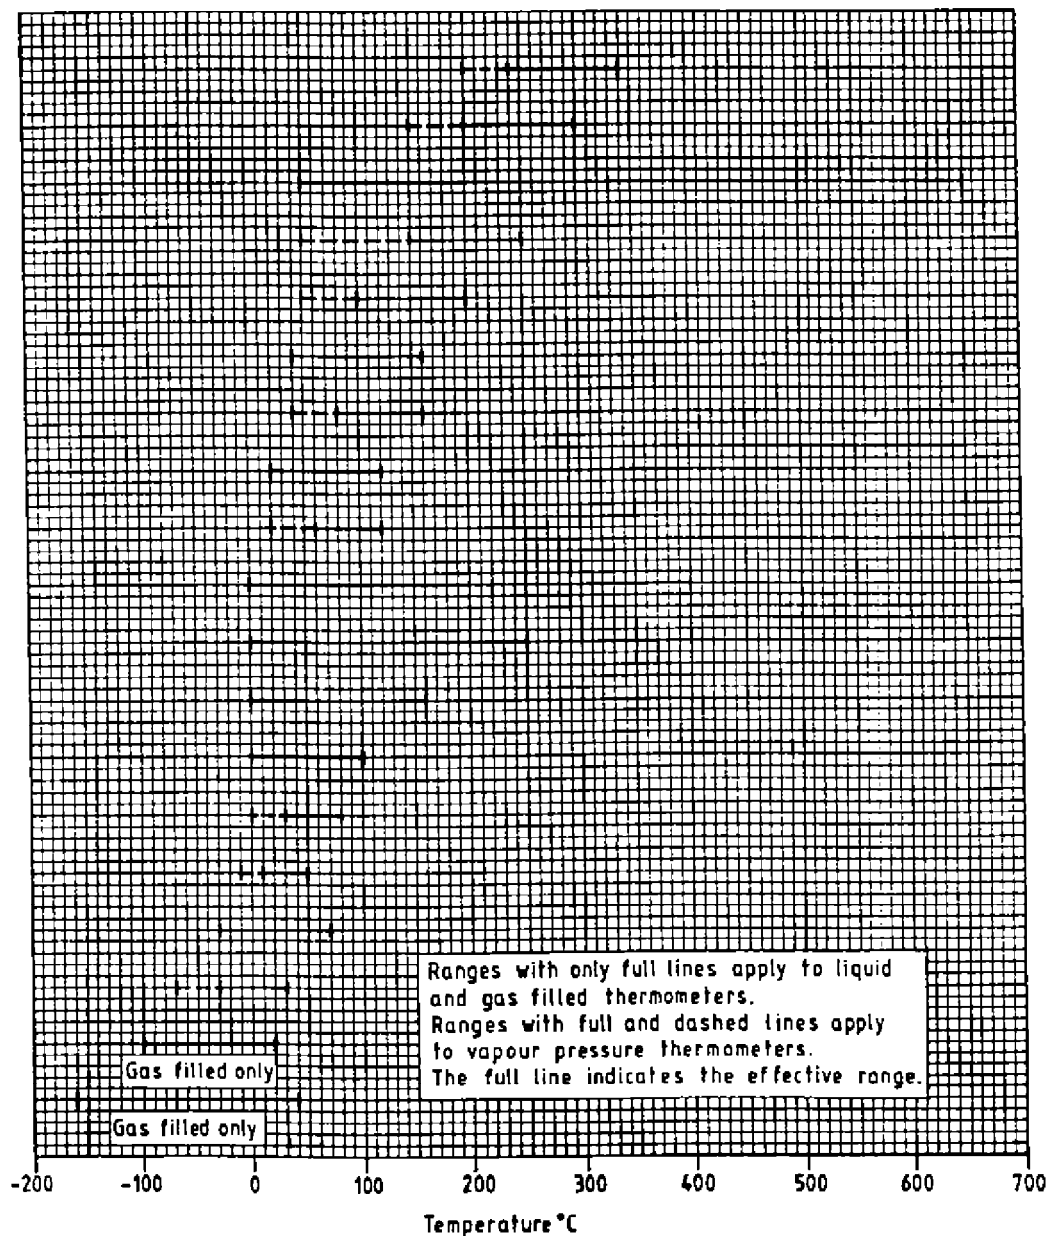 Ranges with only full lines apply to liquid
and gas filled thermometers.
Ranges with full and dashed lines apply
to vapour pressure thermometers.
The full line indicates the effective range.
Gas filled only
Gas filled only
-200 -100 0 100 200 300 400 500 600 700
Temperature °C